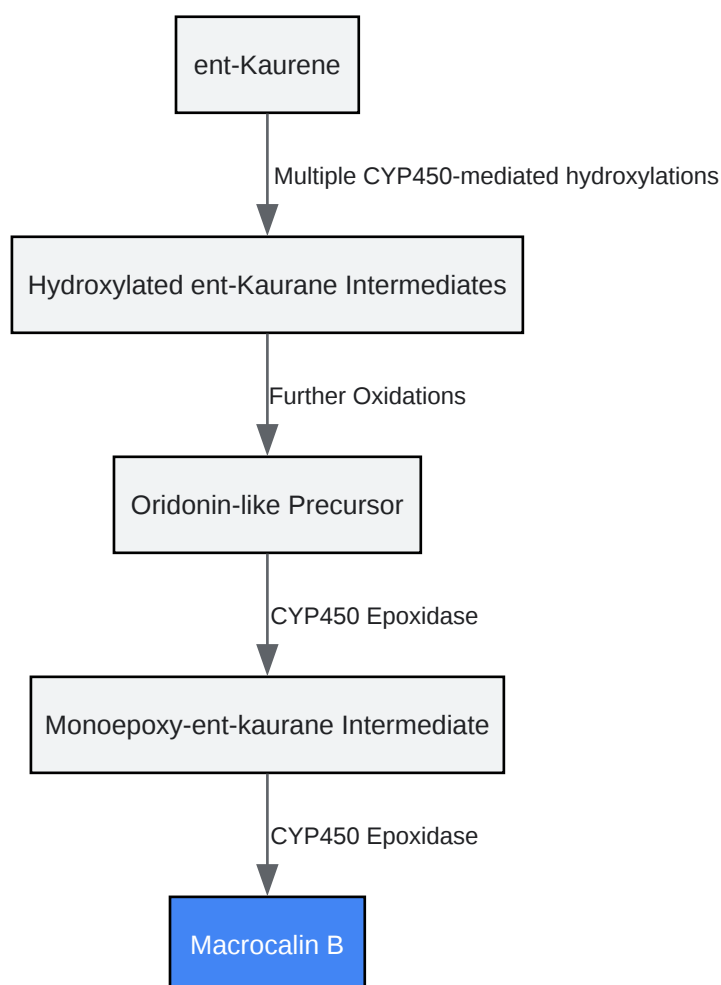 ent-Kaurene
Multiple CYP450-mediated hydroxylations
Hydroxylated ent-Kaurane Intermediates
Further Oxidations
Oridonin-like Precursor
CYP450 Epoxidase
Monoepoxy-ent-kaurane Intermediate
CYP450 Epoxidase
Macrocalin B